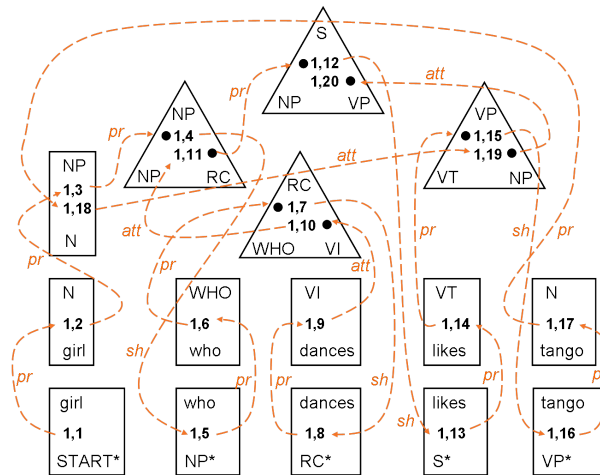 S
1,12
1,20
NP VP
pr
att
NP
1,4
1,11
NP RC
pr
VP
1,15
1,19
VT NP
NP
1,3
1,18
N
att
RC
1,7
1,10
WHO VI
att
att
pr
pr
pr
sh
pr
N
1,2
girl
WHO
1,6
who
VI
1,9
dances
VT
1,14
likes
N
1,17
tango
pr
sh
pr
pr
sh
pr
p
girl
1,1
START*
who
1,5
NP*
dances
1,8
RC*
sh
likes
1,13
S*
tango
1,16
VP*